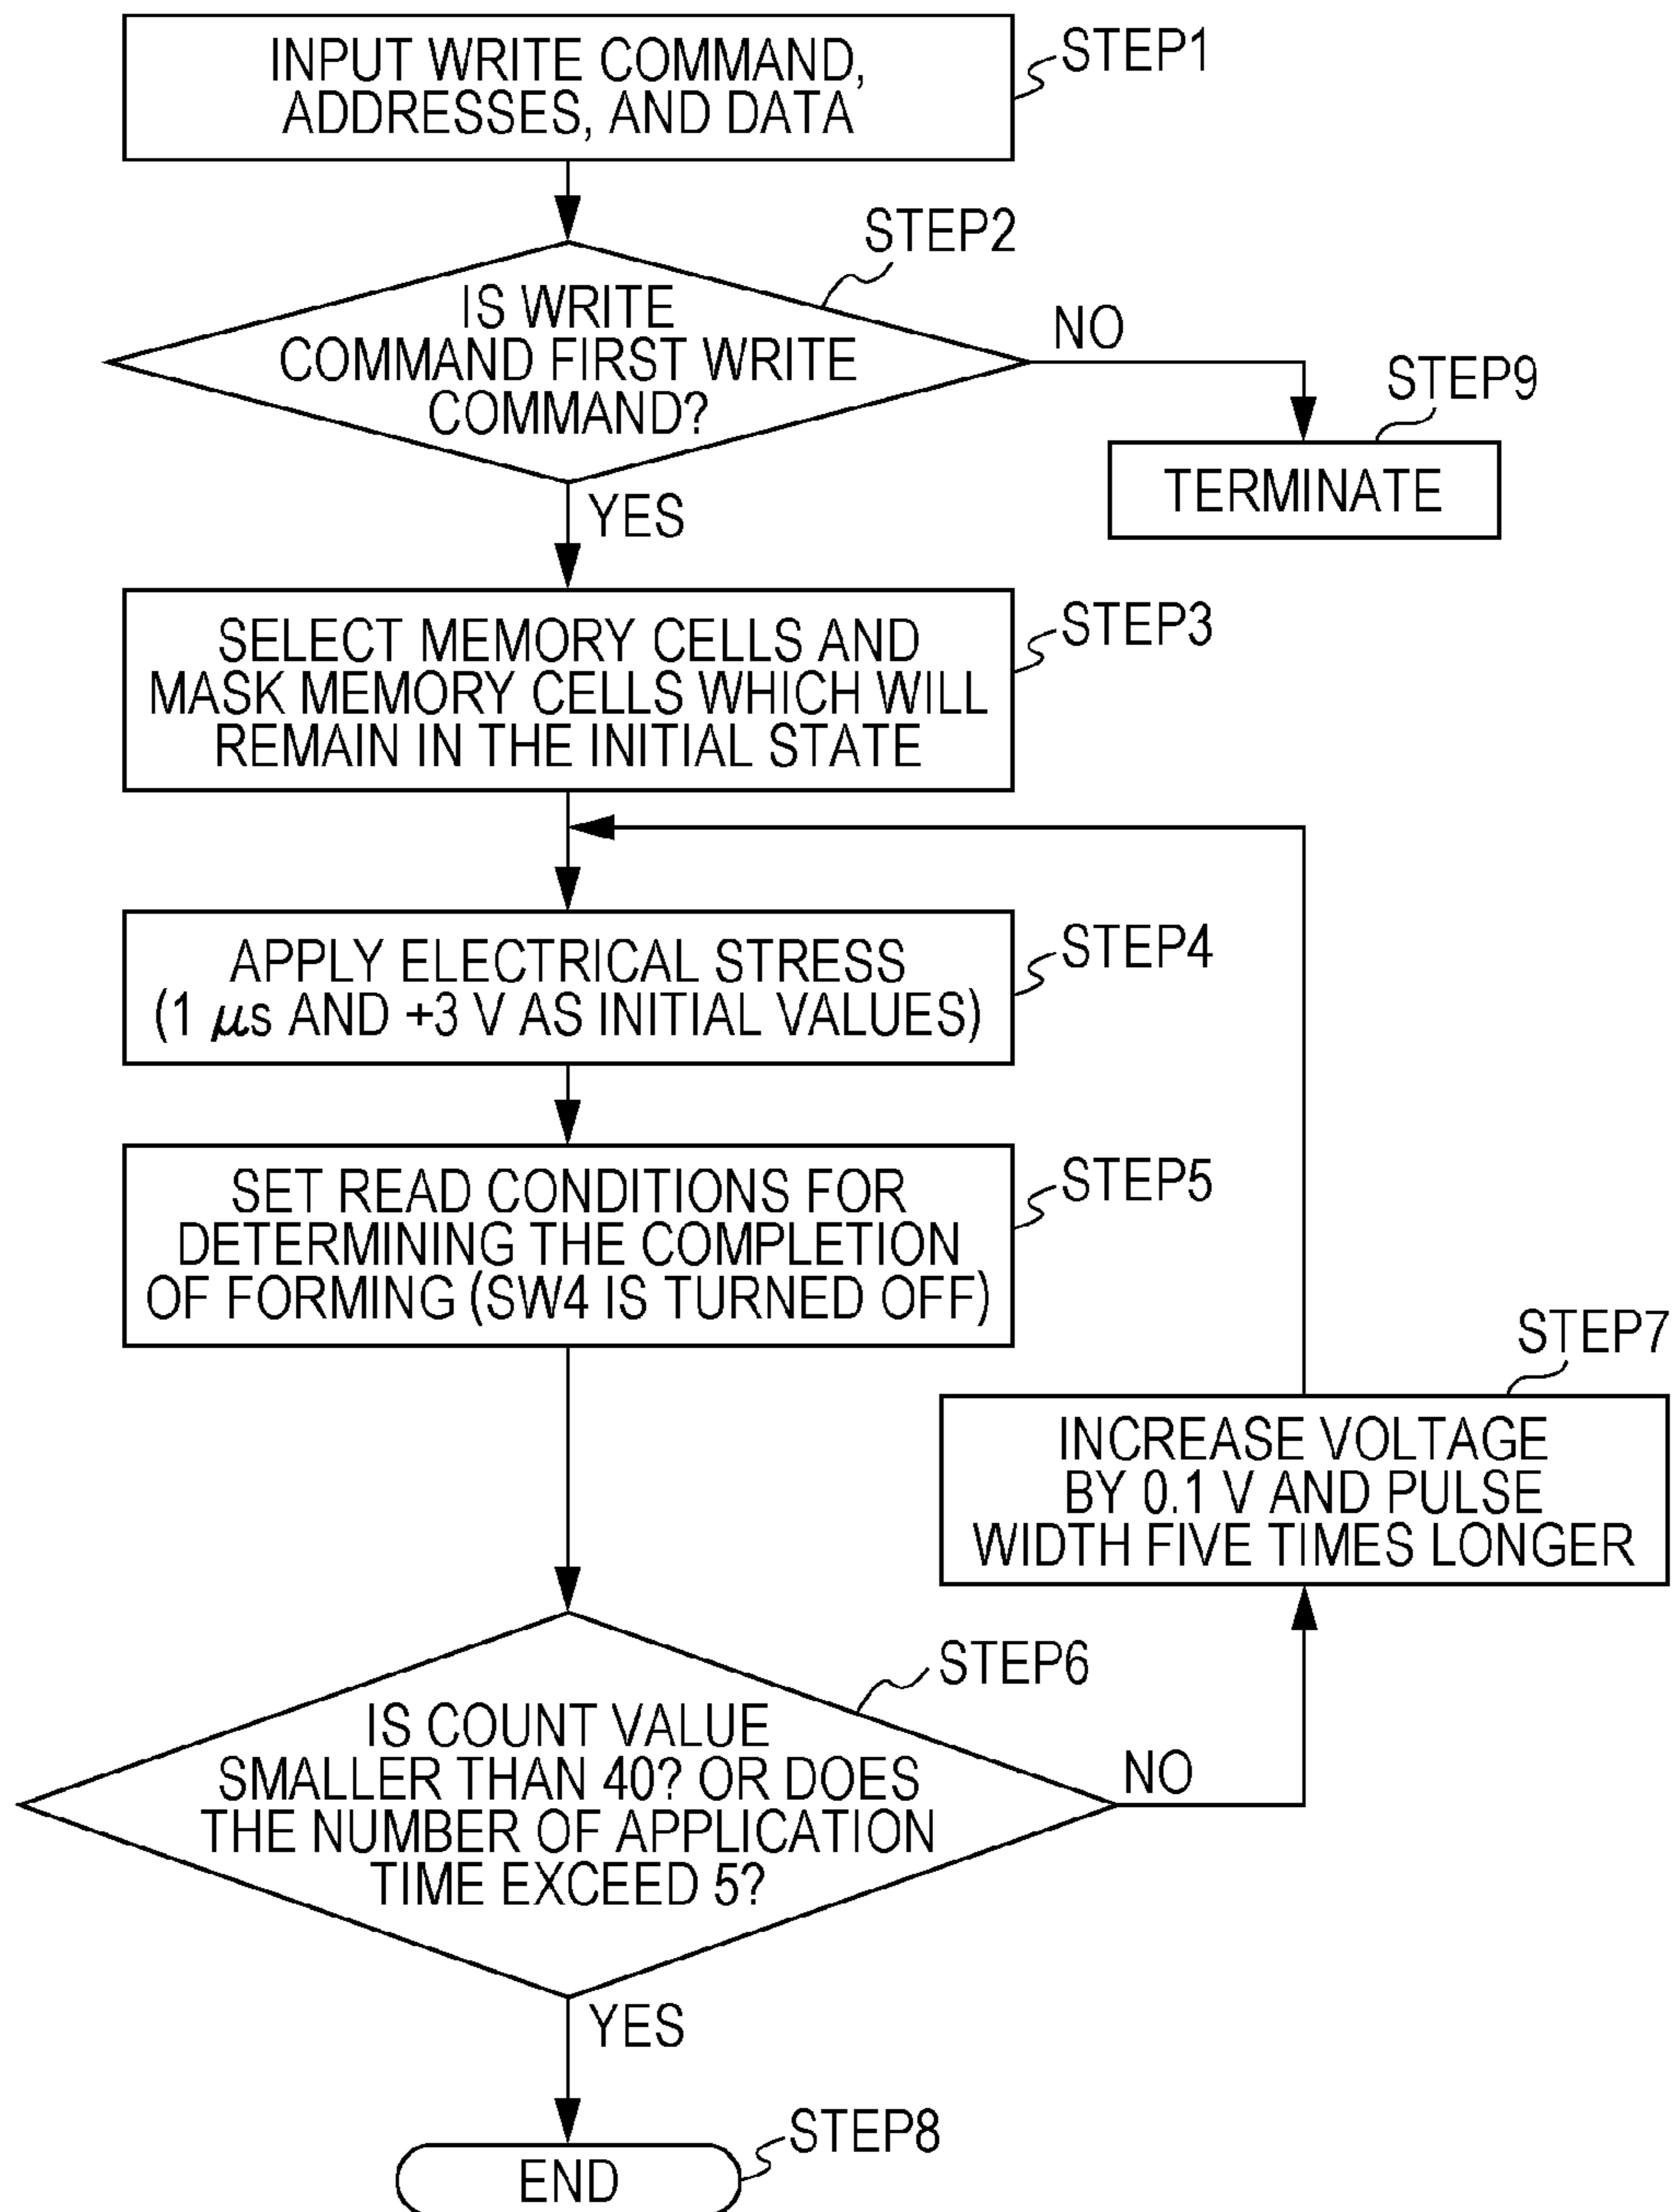 INPUT WRITE COMMAND,
ADDRESSES, AND DATA
STEP1
STEP2
IS WRITE
COMMAND FIRST WRITE
COMMAND?
NO
STEP9
TERMINATE
YES
SELECT MEMORY CELLS AND
MASK MEMORY CELLS WHICH WILL
REMAIN IN THE INITIAL STATE
STEP3
APPLY ELECTRICAL STRESS
(1 μs AND +3 V AS INITIAL VALUES)
STEP4
SET READ CONDITIONS FOR
DETERMINING THE COMPLETION
OF FORMING (SW4 IS TURNED OFF)
STEP5
STEP7
INCREASE VOLTAGE
BY 0.1 V AND PULSE
WIDTH FIVE TIMES LONGER
STEP6
IS COUNT VALUE
SMALLER THAN 40? OR DOES
THE NUMBER OF APPLICATION
TIME EXCEED 5?
NO
YES
STEP8
END